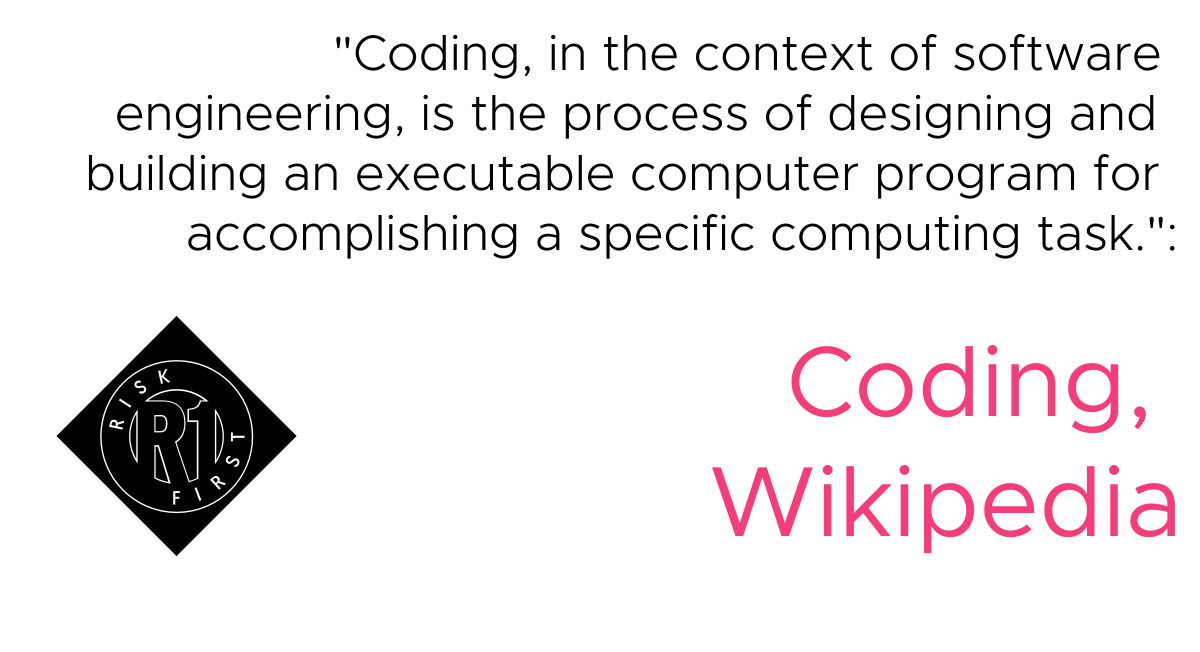 "Coding, in the context of software
engineering, is the process of designing and
building an executable computer program for
accomplishing a specific computing task.":
RISK
R1
FIRST
Coding,
Wikipedia